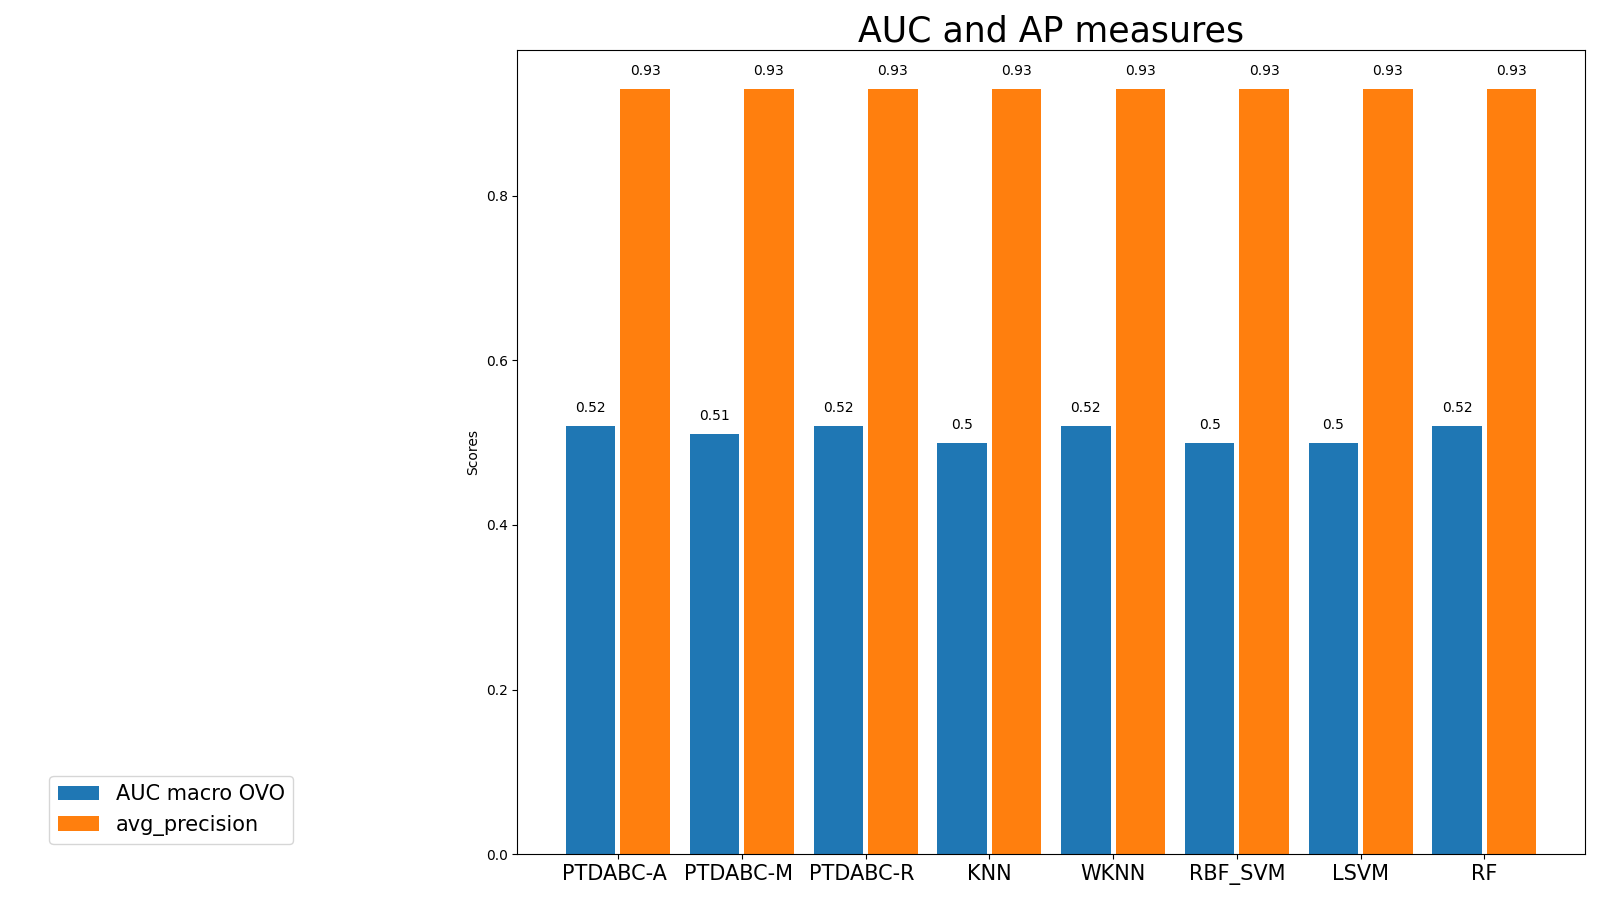 AUC and AP measures
0.93 0.93 0.93 0.93 0.93 0.93 0.93 0.93
0.8
0.6
0.52 0.51 0.52 0.5 0.52 0.5 0.5 0.52
Scores
0.4
0.2
AUC macro OVO
avg_precision
0.0
PTDABC-A PTDABC-M PTDABC-R KNN WKNN RBF_SVM LSVM RF